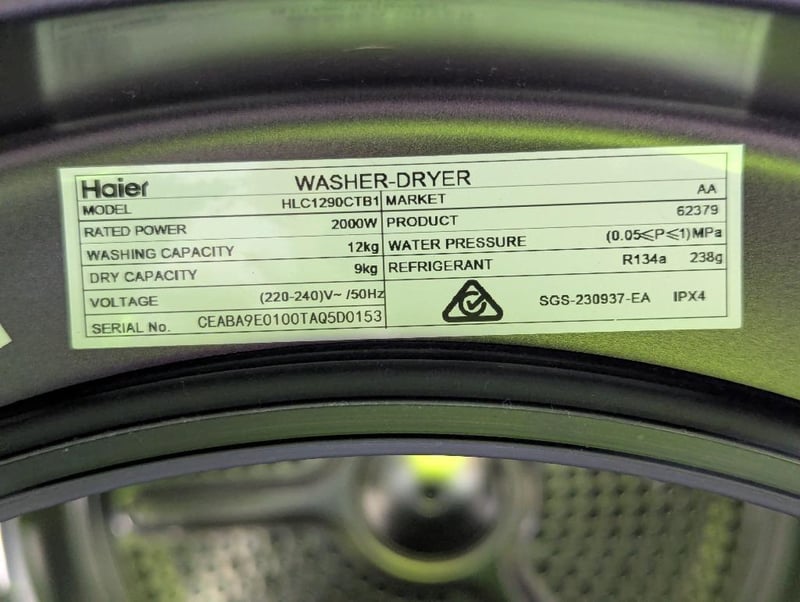 Haier WASHER-DRYER
MODEL HLC1290CTB1 MARKET AA
RATED POWER 2000W PRODUCT 62379
WASHING CAPACITY 12kg WATER PRESSURE (0.05≤P≤1)MPa
DRY CAPACITY 9kg REFRIGERANT R134a 238g
VOLTAGE (220-240)V~ /50Hz
SGS-230937-EA IPX4
SERIAL No. CEABA9E0100TAQ5D0153